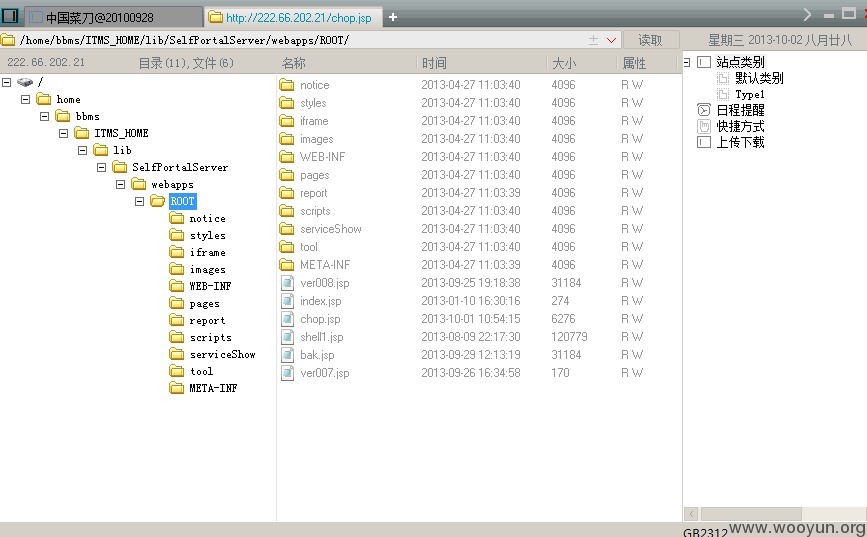 中国菜刀@20100928 http://222.66.202.21/chop.jsp
/home/bbms/ITMS_HOME/lib/SelfPortalServer/webapps/ROOT/ 读取 星期三 2013-10-02 八月廿八
222.66.202.21 目录(11),文件(6) 名称 时间 大小 属性
/
home
bbms
ITMS_HOME
lib
SelfPortalServer
webapps
ROOT
notice
styles
iframe
images
WEB-INF
pages
report
scripts
serviceShow
tool
META-INF
notice 2013-04-27 11:03:40 4096 R W
styles 2013-04-27 11:03:40 4096 R W
iframe 2013-04-27 11:03:40 4096 R W
images 2013-04-27 11:03:40 4096 R W
WEB-INF 2013-04-27 11:03:40 4096 R W
pages 2013-04-27 11:03:40 4096 R W
report 2013-04-27 11:03:39 4096 R W
scripts 2013-04-27 11:03:40 4096 R W
serviceShow 2013-04-27 11:03:40 4096 R W
tool 2013-04-27 11:03:40 4096 R W
META-INF 2013-04-27 11:03:39 4096 R W
ver008.jsp 2013-09-25 19:18:38 31184 R W
index.jsp 2013-01-10 16:30:16 274 R W
chop.jsp 2013-10-01 10:54:15 6276 R W
shell1.jsp 2013-08-09 22:17:30 120779 R W
bak.jsp 2013-09-29 12:13:19 31184 R W
ver007.jsp 2013-09-26 16:34:58 170 R W
站点类别
默认类别
Type1
日程提醒
快捷方式
上传下载
GB2312
www.wooyun.org